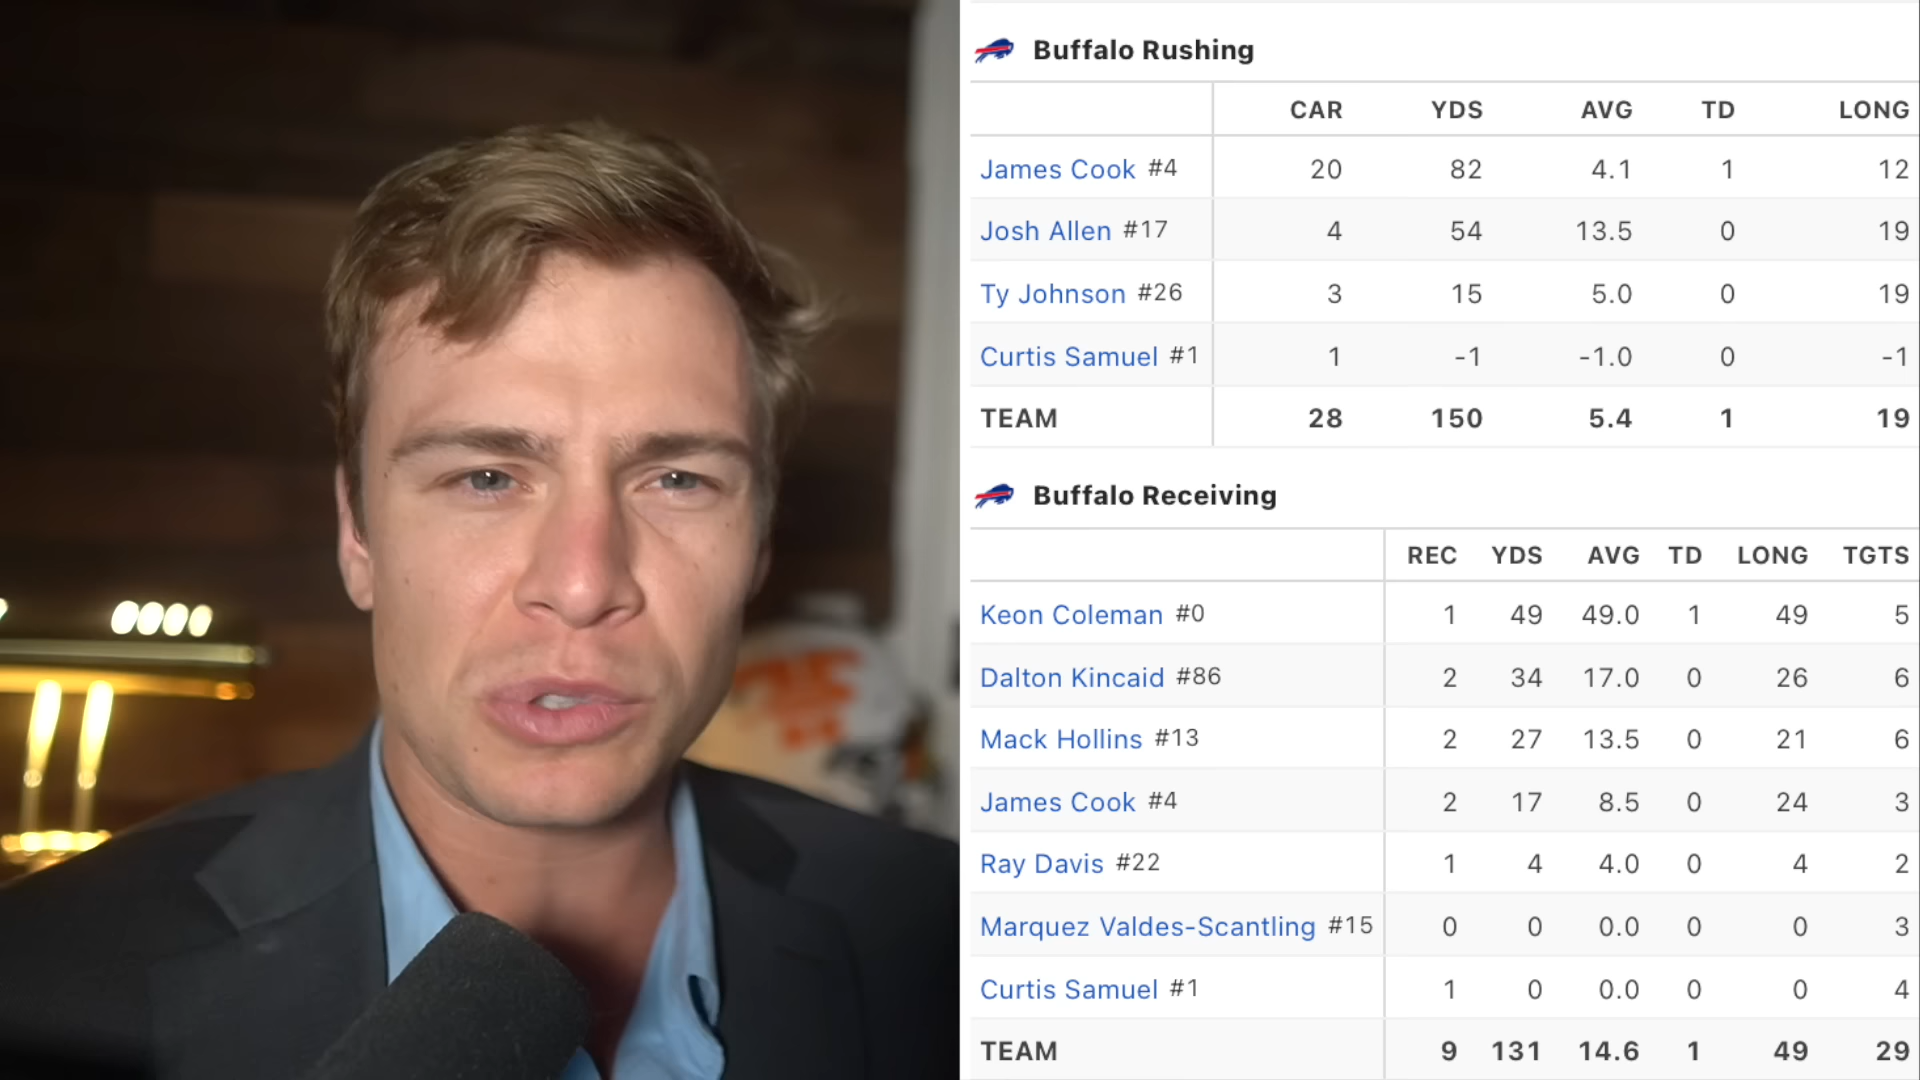 Buffalo Rushing
CAR YDS AVG TD LONG
James Cook #4 20 82 4.1 1 12
Josh Allen #17 4 54 13.5 0 19
Ty Johnson #26 3 15 5.0 0 19
Curtis Samuel #1 1 -1 -1.0 0 -1
TEAM 28 150 5.4 1 19
Buffalo Receiving
REC YDS AVG TD LONG TGTS
Keon Coleman #0 1 49 49.0 1 49 5
Dalton Kincaid #86 2 34 17.0 0 26 6
Mack Hollins #13 2 27 13.5 0 21 6
James Cook #4 2 17 8.5 0 24 3
Ray Davis #22 1 4 4.0 0 4 2
Marquez Valdes-Scantling #15 0 0 0.0 0 0 3
Curtis Samuel #1 1 0 0.0 0 0 4
TEAM 9 131 14.6 1 49 29